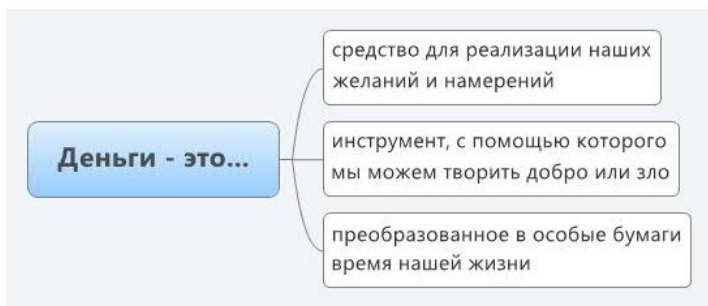 Деньги - это...
средство для реализации наших
желаний и намерений
инструмент, с помощью которого
мы можем творить добро или зло
преобразованное в особые бумаги
время нашей жизни